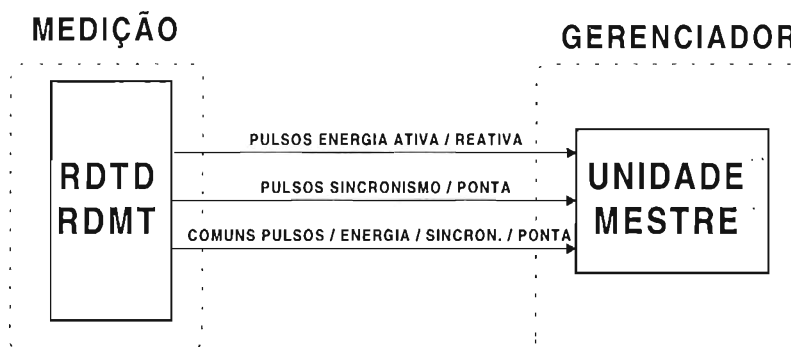 MEDIÇÃO
GERENCIADOR
RDTD
RDMT
PULSOS ENERGIA ATIVA / REATIVA
PULSOS SINCRONISMO / PONTA
COMUNS PULSOS / ENERGIA / SINCRON. / PONTA
UNIDADE
MESTRE